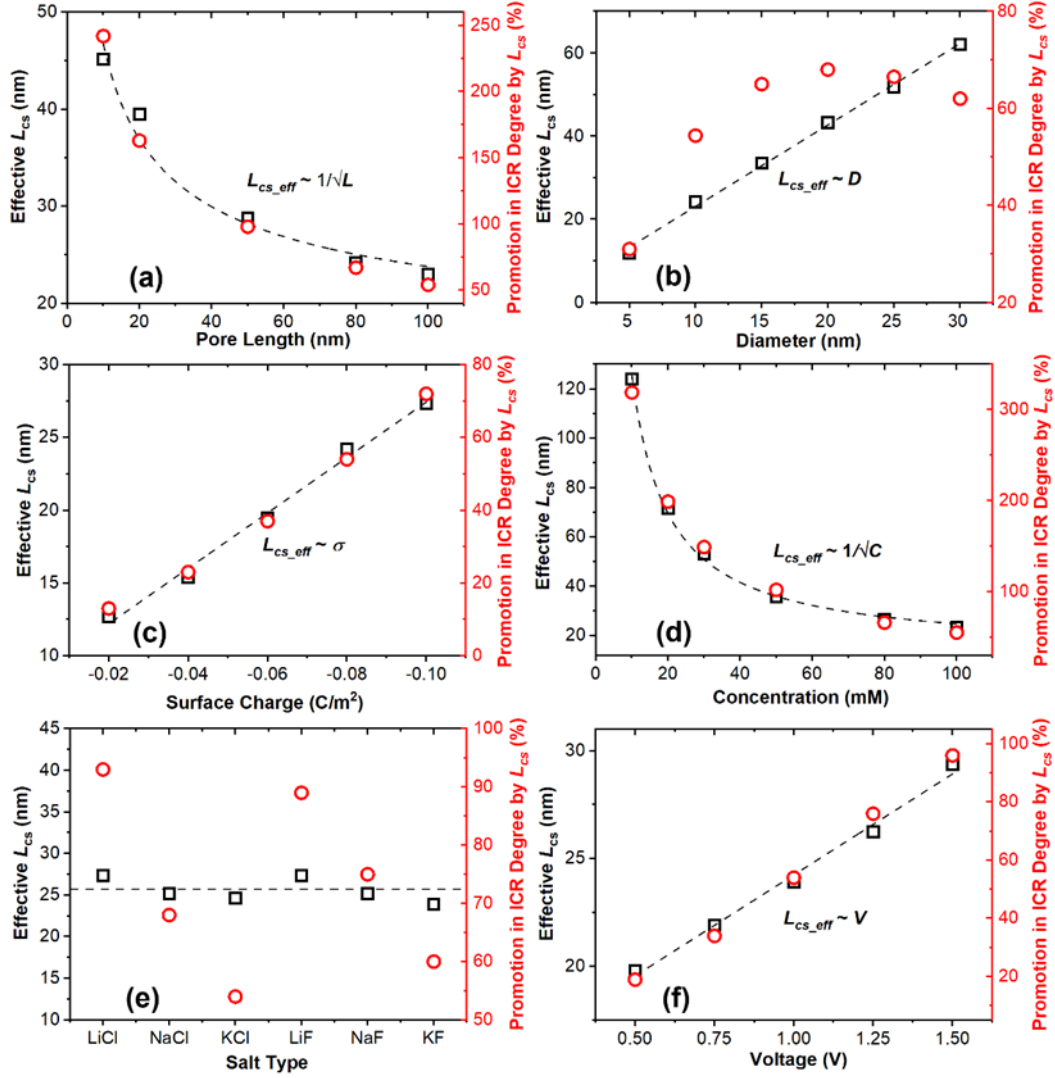 250
200
150
100
50
50
40
30
20
0
20
40
60
80
100
Effective Lcs (nm)
Promotion in ICR Degree by Lcs (%)
Lcs_eff ~ 1/√L
(a)
Pore Length (nm)
60
40
20
0
80
60
40
20
5
10
15
20
25
30
Effective Lcs (nm)
Promotion in ICR Degree by Lcs (%)
Lcs_eff ~ D
(b)
Diameter (nm)
30
25
20
15
10
80
70
60
50
40
30
20
10
0
-0.02
-0.04
-0.06
-0.08
-0.10
Effective Lcs (nm)
Promotion in ICR Degree by Lcs (%)
Lcs_eff ~ σ
(c)
Surface Charge (C/m²)
120
100
80
60
40
20
300
200
100
0
20
40
60
80
100
Effective Lcs (nm)
Promotion in ICR Degree by Lcs (%)
Lcs_eff ~ 1/√C
(d)
Concentration (mM)
45
40
35
30
25
20
15
10
100
90
80
70
60
50
LiCl
NaCl
KCl
LiF
NaF
KF
Effective Lcs (nm)
Promotion in ICR Degree by Lcs (%)
(e)
Salt Type
30
25
20
100
80
60
40
20
0.50
0.75
1.00
1.25
1.50
Effective Lcs (nm)
Promotion in ICR Degree by Lcs (%)
Lcs_eff ~ V
(f)
Voltage (V)